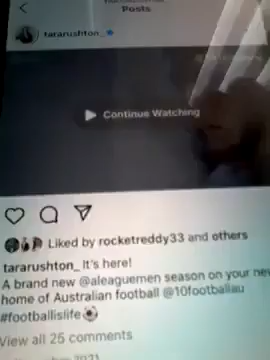 Posts
tararushton_
Continue Watching
Liked by rocketreddy33 and others
tararushton_ It's here!
A brand new @aleaguemen season on your new
home of Australian football @10footballau
#footballislife⚽
View all 25 comments
2021